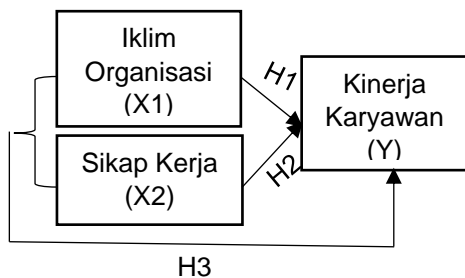 Iklim
Organisasi
(X1)
H1
Kinerja
Karyawan
(Y)
Sikap Kerja
(X2)
H2
H3